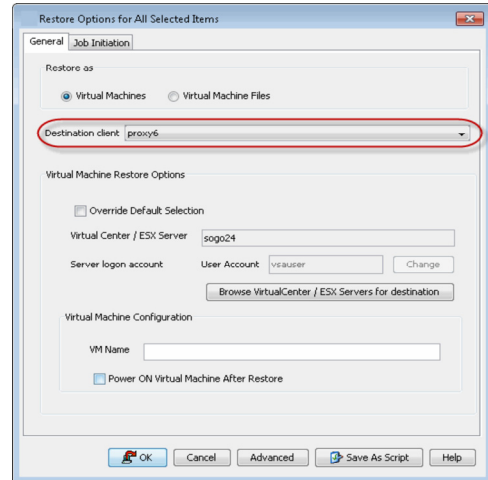 Restore Options for All Selected Items
General Job Initiation
Restore as
Virtual Machines Virtual Machine Files
Destination client proxy6
Virtual Machine Restore Options
Override Default Selection
Virtual Center / ESX Server sogo24
Server logon account User Account vsauser Change
Browse VirtualCenter / ESX Servers for destination
Virtual Machine Configuration
VM Name
Power ON Virtual Machine After Restore
OK Cancel Advanced Save As Script Help